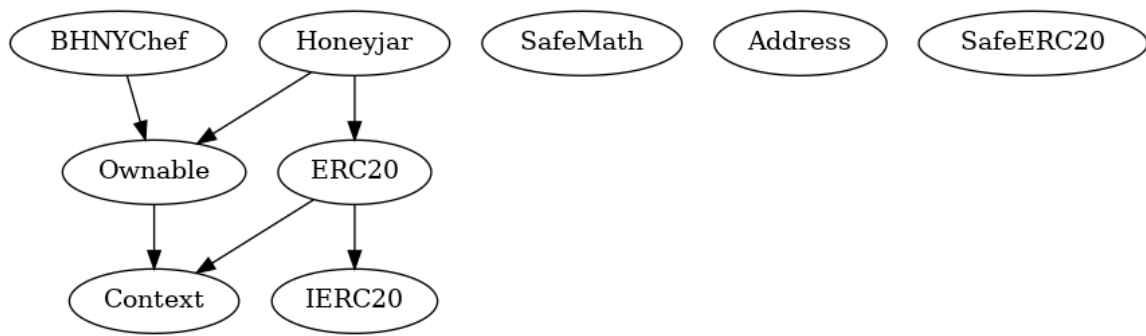 BHNYChef Honeyjar SafeMath Address SafeERC20
Ownable ERC20
Context IERC20